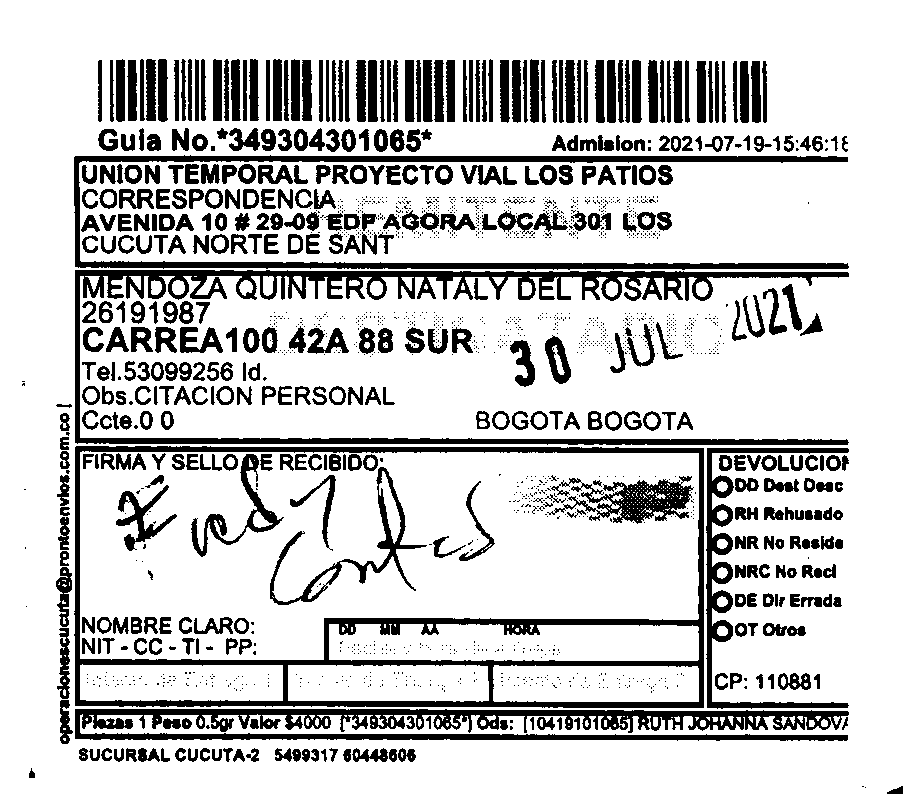 Guia No.*349304301065* Admision: 2021-07-19-15:46:18
UNION TEMPORAL PROYECTO VIAL LOS PATIOS
CORRESPONDENCIA
AVENIDA 10 # 29-09 EDF AGORA LOCAL 301 LOS
CUCUTA NORTE DE SANT
MENDOZA QUINTERO NATALY DEL ROSARIO
26191987
CARREA100 42A 88 SUR
30 JUL 2021
Tel.53099256 Id.
Obs.CITACION PERSONAL
Ccte.0 0 BOGOTA BOGOTA
operacionescucuta@prontoenvios.com.co |
FIRMA Y SELLO DE RECIBIDO:
DEVOLUCION
DD Dest Desc
RH Rehusado
NR No Reside
NRC No Reci
DE Dir Errada
OT Otros
NOMBRE CLARO:
NIT - CC - TI - PP:
DD MM AA HORA
CP: 110881
Piezas 1 Peso 0.5gr Valor $4000 [*349304301065*] Ods: [10419101065] RUTH JOHANNA SANDOVA
SUCURSAL CUCUTA-2 5499317 60448606